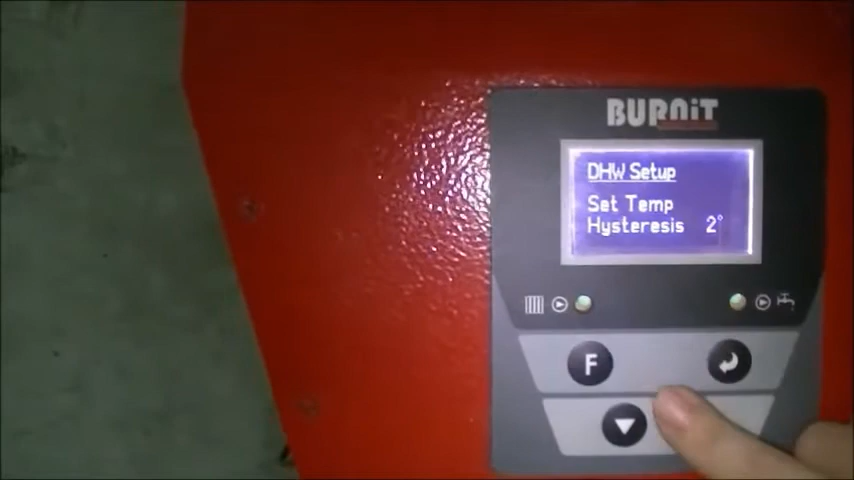 BURNiT
DHW Setup
Set Temp
Hysteresis 2°
F